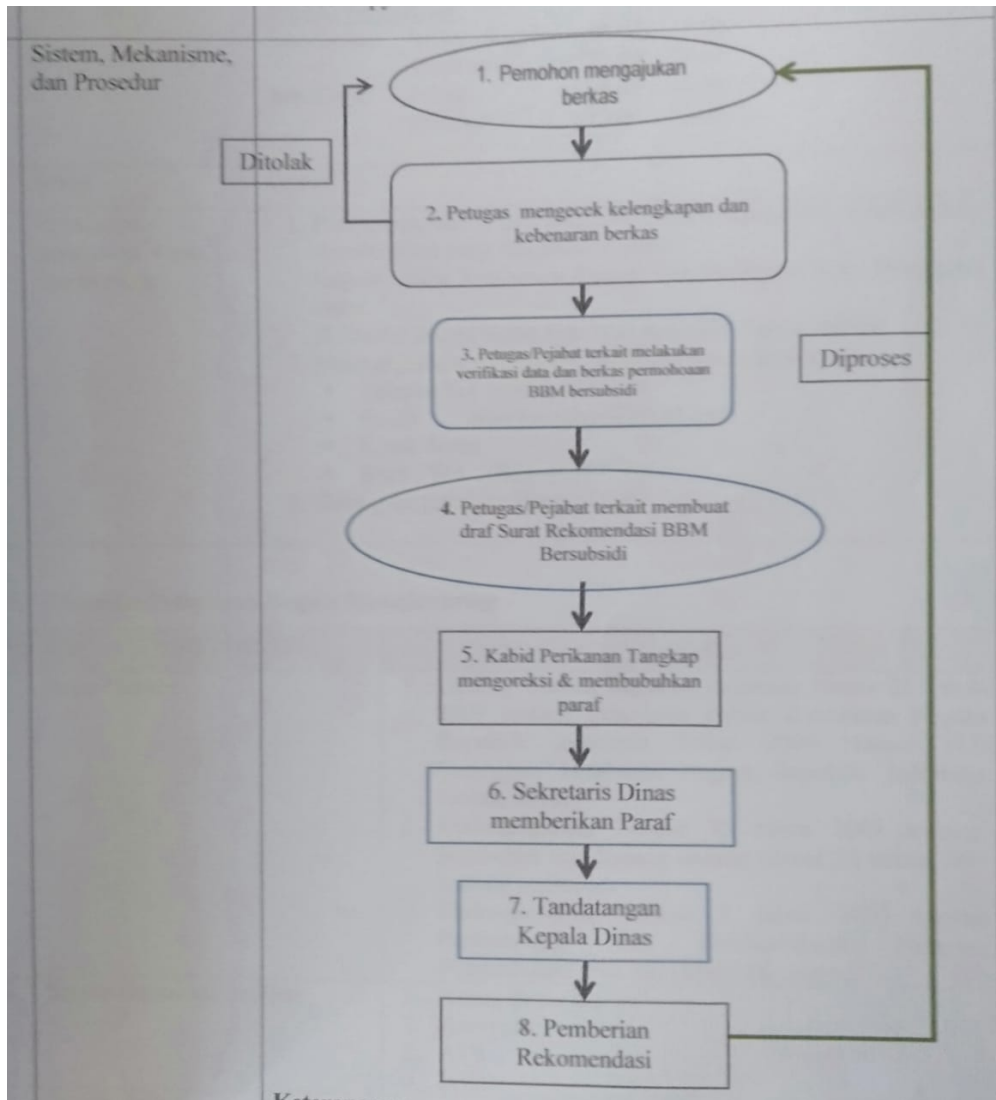 Sistem, Mekanisme,
dan Prosedur
1. Pemohon mengajukan
berkas
Ditolak
2. Petugas mengecek kelengkapan dan
kebenaran berkas
3. Petugas/Pejabat terkait melakukan
verifikasi data dan berkas permohoaan
BBM bersubsidi
Diproses
4. Petugas/Pejabat terkait membuat
draf Surat Rekomendasi BBM
Bersubsidi
5. Kabid Perikanan Tangkap
mengoreksi & membubuhkan
paraf
6. Sekretaris Dinas
memberikan Paraf
7. Tandatangan
Kepala Dinas
8. Pemberian
Rekomendasi